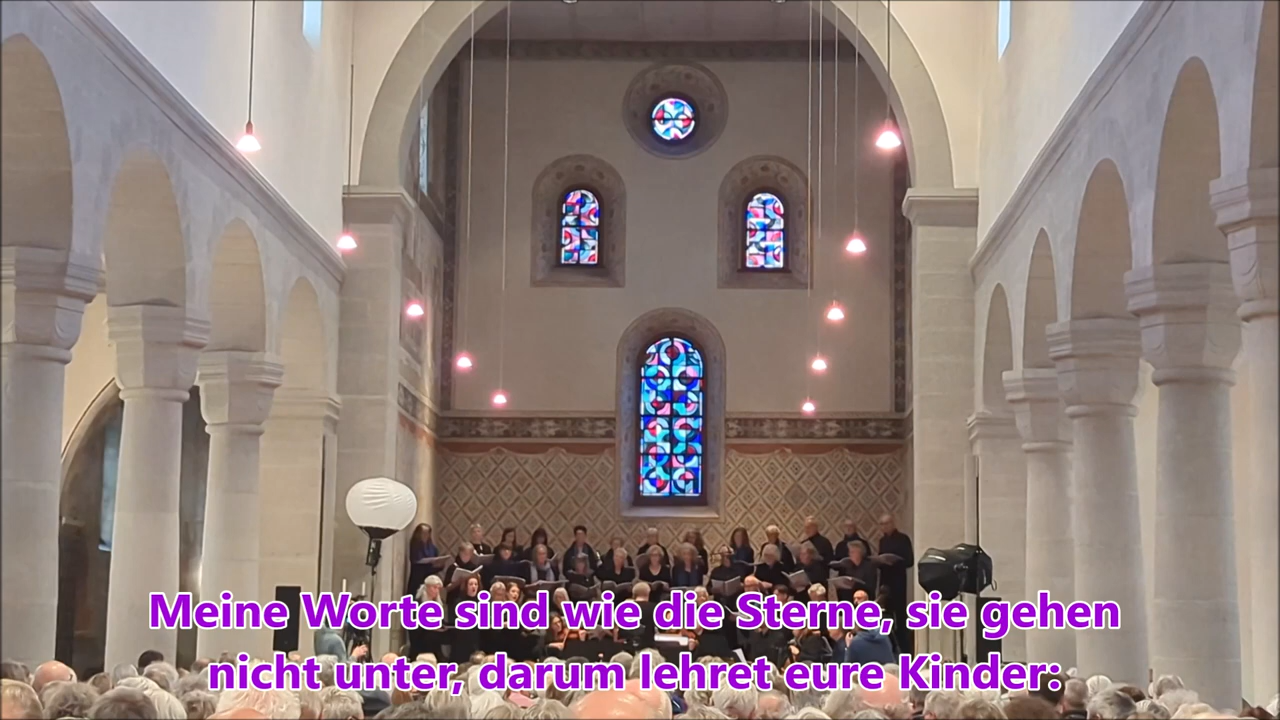 Meine Worte sind wie die Sterne, sie gehen
nicht unter, darum lehret eure Kinder: